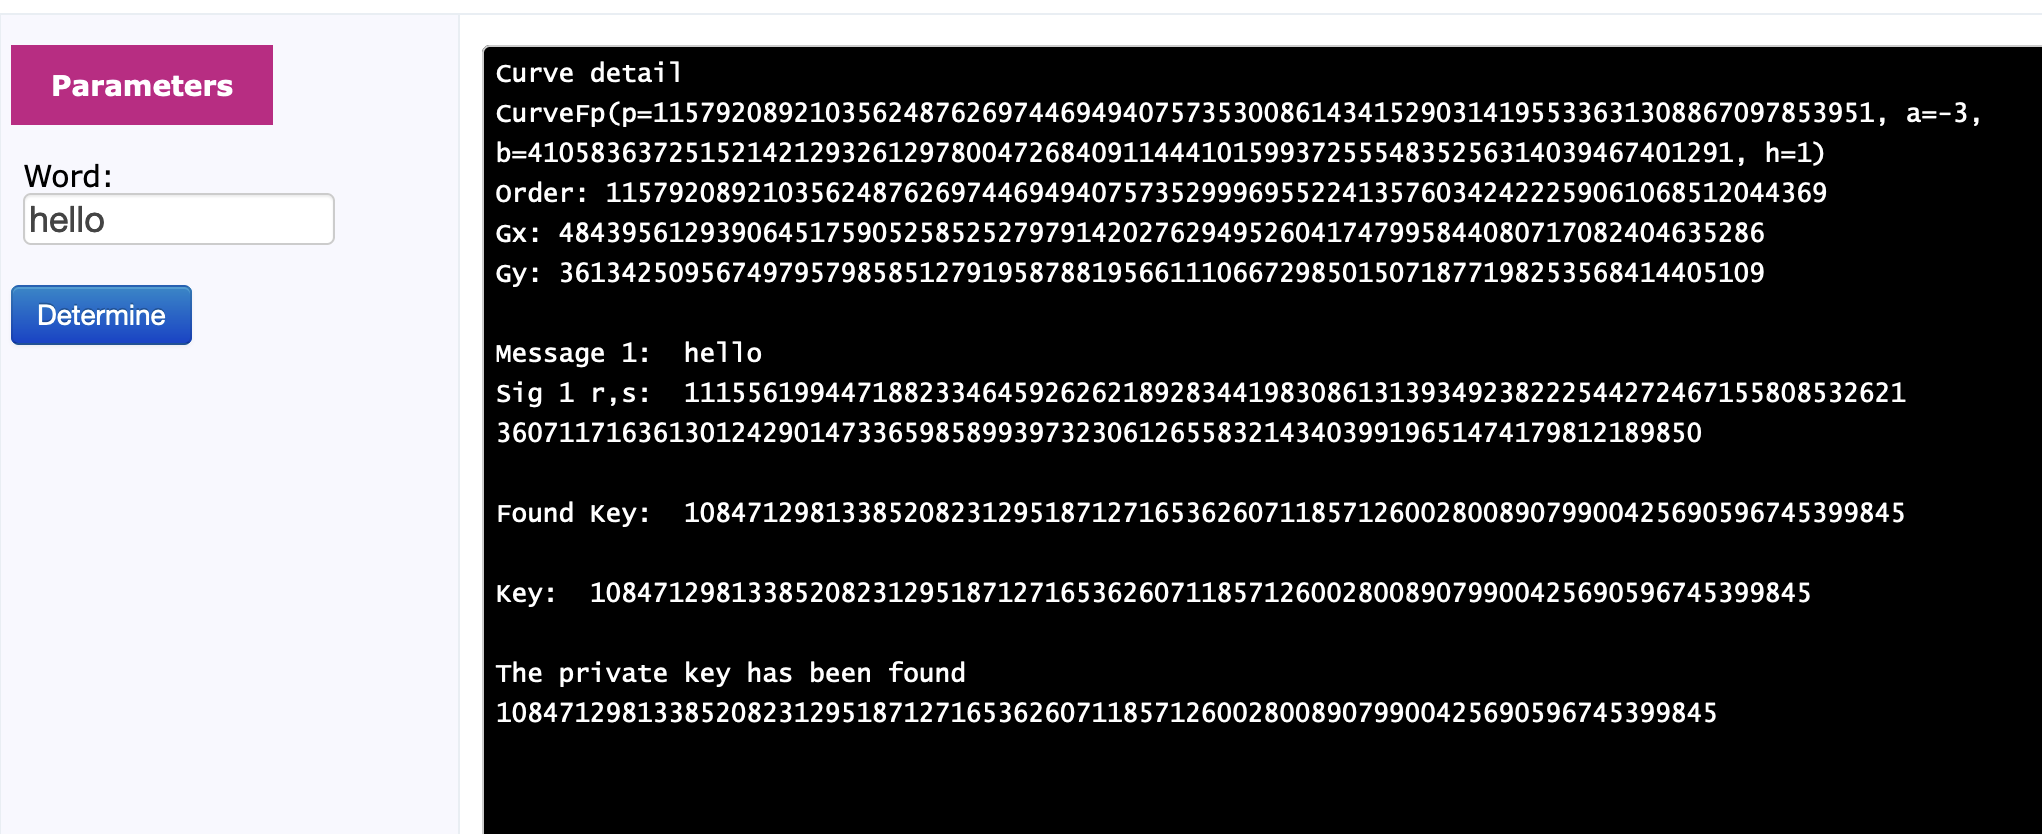 Parameters
Word:
hello
Determine
Curve detail
CurveFp(p=115792089210356248762697446949407573530086143415290314195533631308867097853951, a=-3,
b=41058363725152142129326129780047268409114441015993725554835256314039467401291, h=1)
Order: 115792089210356248762697446949407573529996955224135760342422259061068512044369
Gx: 48439561293906451759052585252797914202762949526041747995844080717082404635286
Gy: 36134250956749795798585127919587881956611106672985015071877198253568414405109
Message 1:  hello
Sig 1 r,s:  111556199447188233464592626218928344198308613139349238222544272467155808532621
36071171636130124290147336598589939732306126558321434039919651474179812189850
Found Key:  108471298133852082312951871271653626071185712600280089079900425690596745399845
Key:  108471298133852082312951871271653626071185712600280089079900425690596745399845
The private key has been found
108471298133852082312951871271653626071185712600280089079900425690596745399845